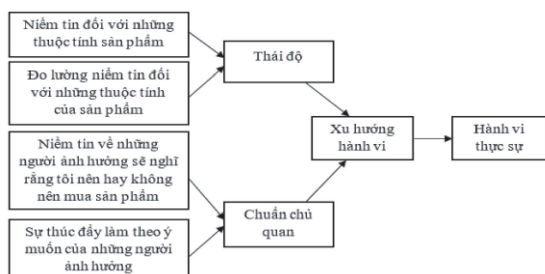 Niềm tin đối với những
thuộc tính sản phẩm
Đo lường niềm tin đối
với những thuộc tính
của sản phẩm
Niềm tin về những
người ảnh hưởng sẽ nghĩ
rằng tôi nên hay không
nên mua sản phẩm
Sự thúc đẩy làm theo ý
muốn của những người
ảnh hưởng
Thái độ
Chuẩn chủ
quan
Xu hướng
hành vi
Hành vi
thực sự